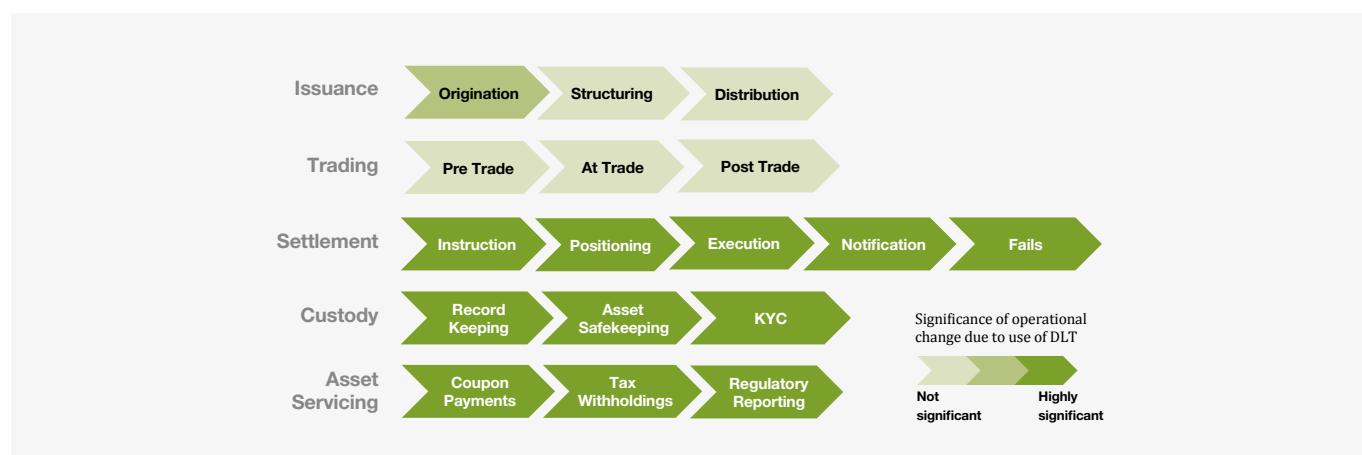 Issuance
Origination
Structuring
Distribution
Trading
Pre Trade
At Trade
Post Trade
Settlement
Instruction
Positioning
Execution
Notification
Fails
Custody
Record
Keeping
Asset
Safekeeping
KYC
Asset
Servicing
Coupon
Payments
Tax
Withholdings
Regulatory
Reporting
Significance of operational
change due to use of DLT
Not
significant
Highly
significant